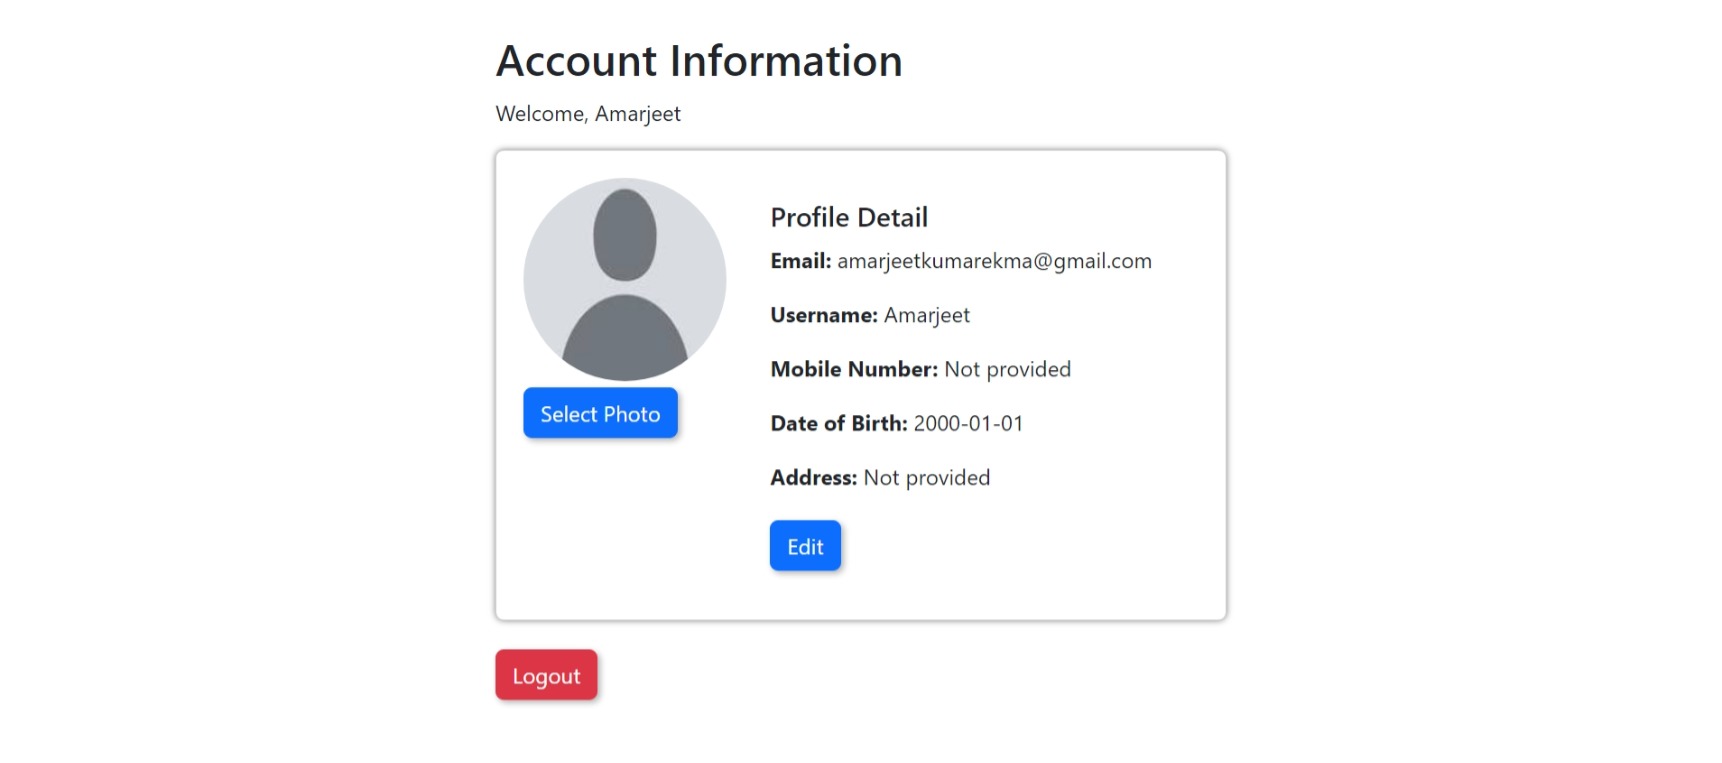 Account Information
Welcome, Amarjeet
Profile Detail
Email: amarjeetkumarekma@gmail.com
Username: Amarjeet
Mobile Number: Not provided
Date of Birth: 2000-01-01
Address: Not provided
Select Photo
Edit
Logout